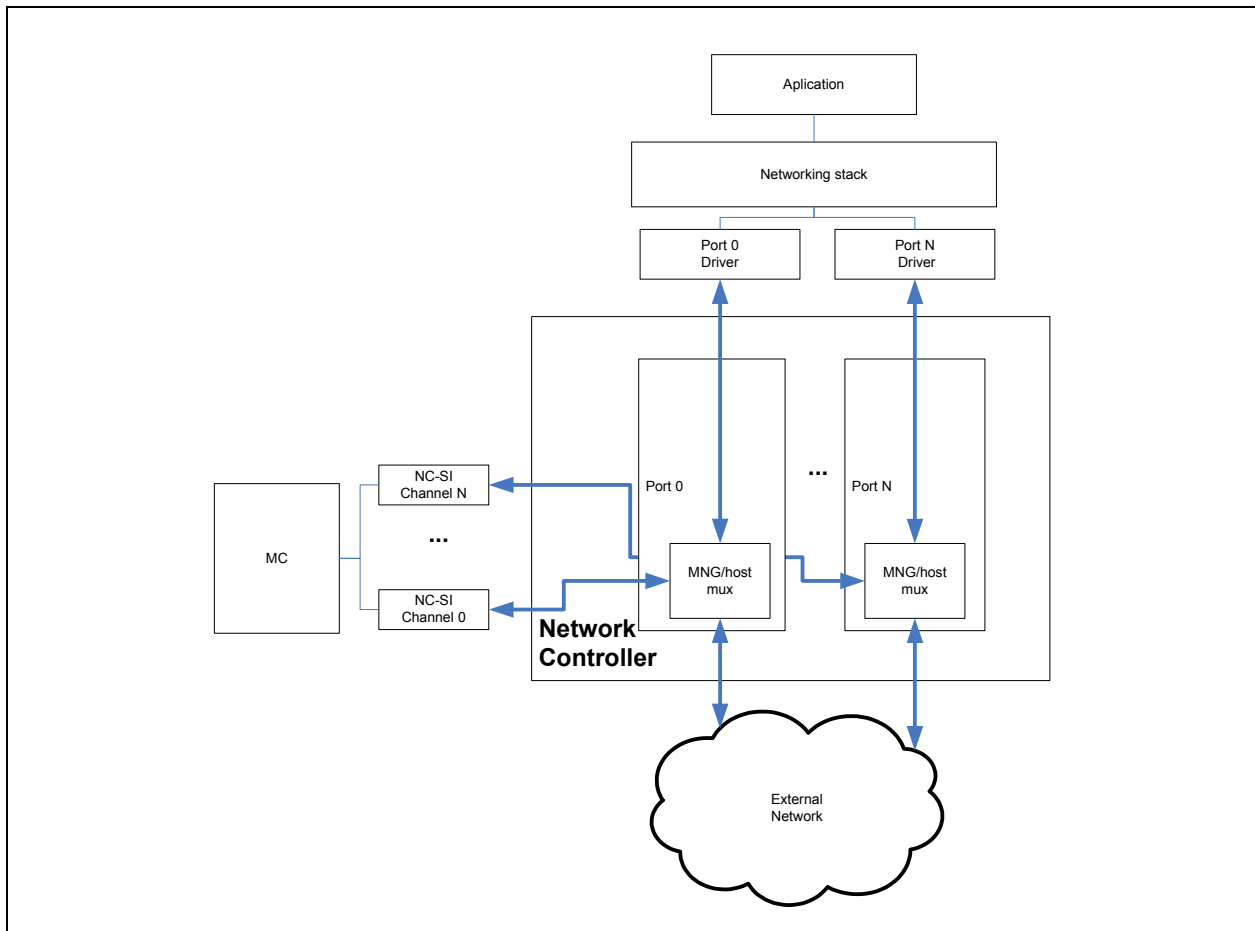 Aplication
Networking stack
Port 0
Driver
Port N
Driver
NC-SI
Channel N
Port 0
...
Port N
MC
...
MNG/host
mux
MNG/host
mux
NC-SI
Channel 0
Network
Controller
External
Network